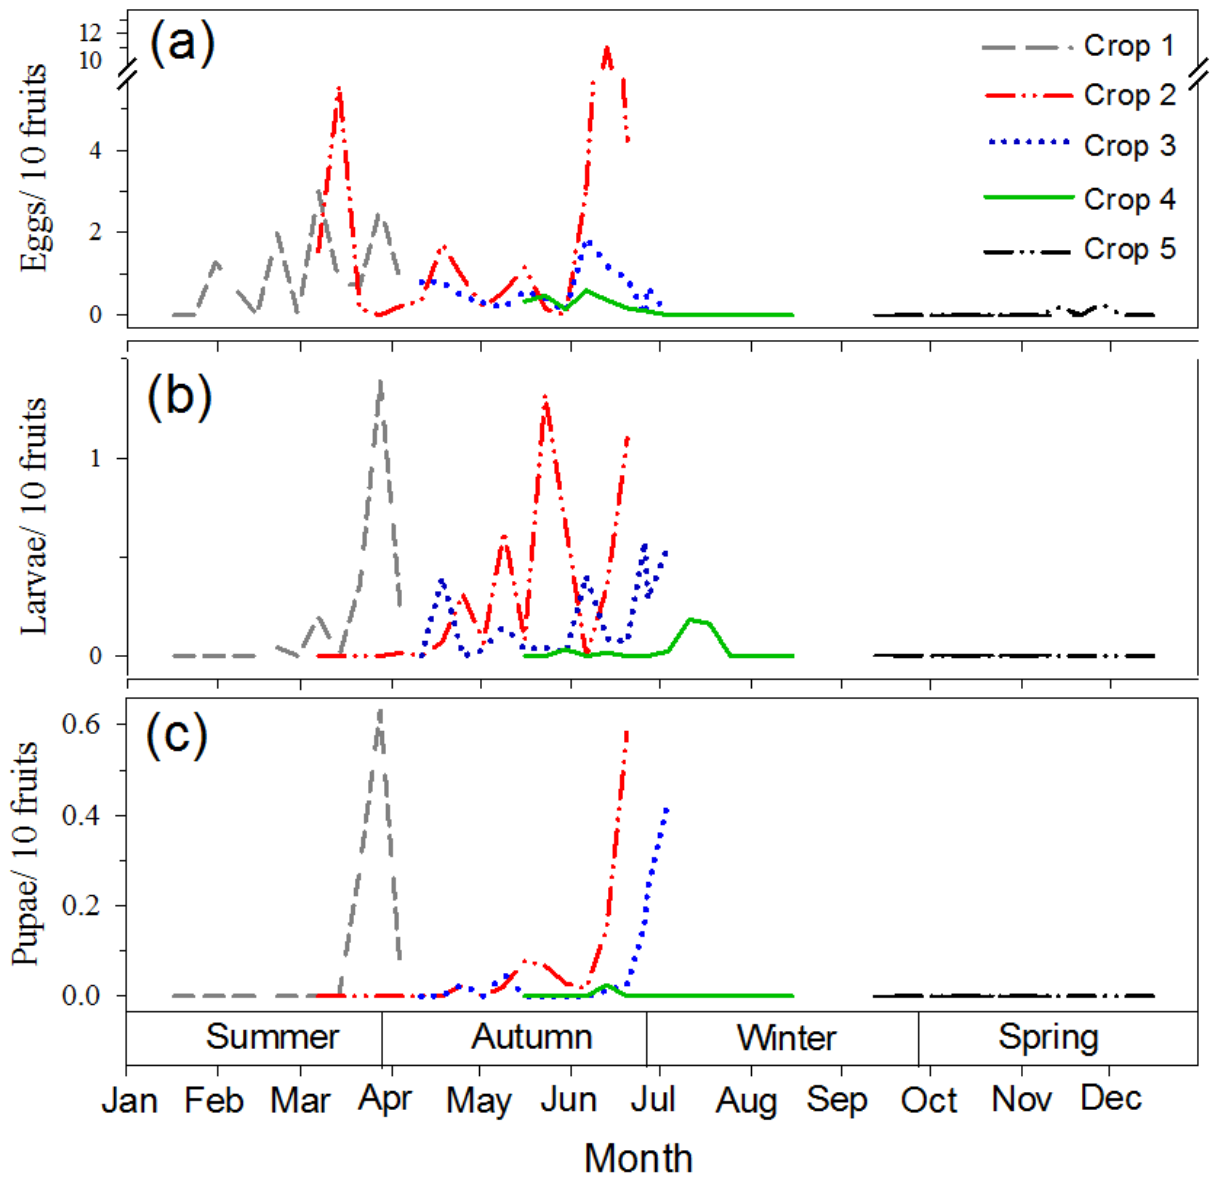 (a)
12
10
4
2
0
Eggs/ 10 fruits
Crop 1
Crop 2
Crop 3
Crop 4
Crop 5
(b)
1
0
Larvae/ 10 fruits
(c)
0.6
0.4
0.2
0.0
Pupae/ 10 fruits
Summer Autumn Winter Spring
Jan Feb Mar Apr May Jun Jul Aug Sep Oct Nov Dec
Month